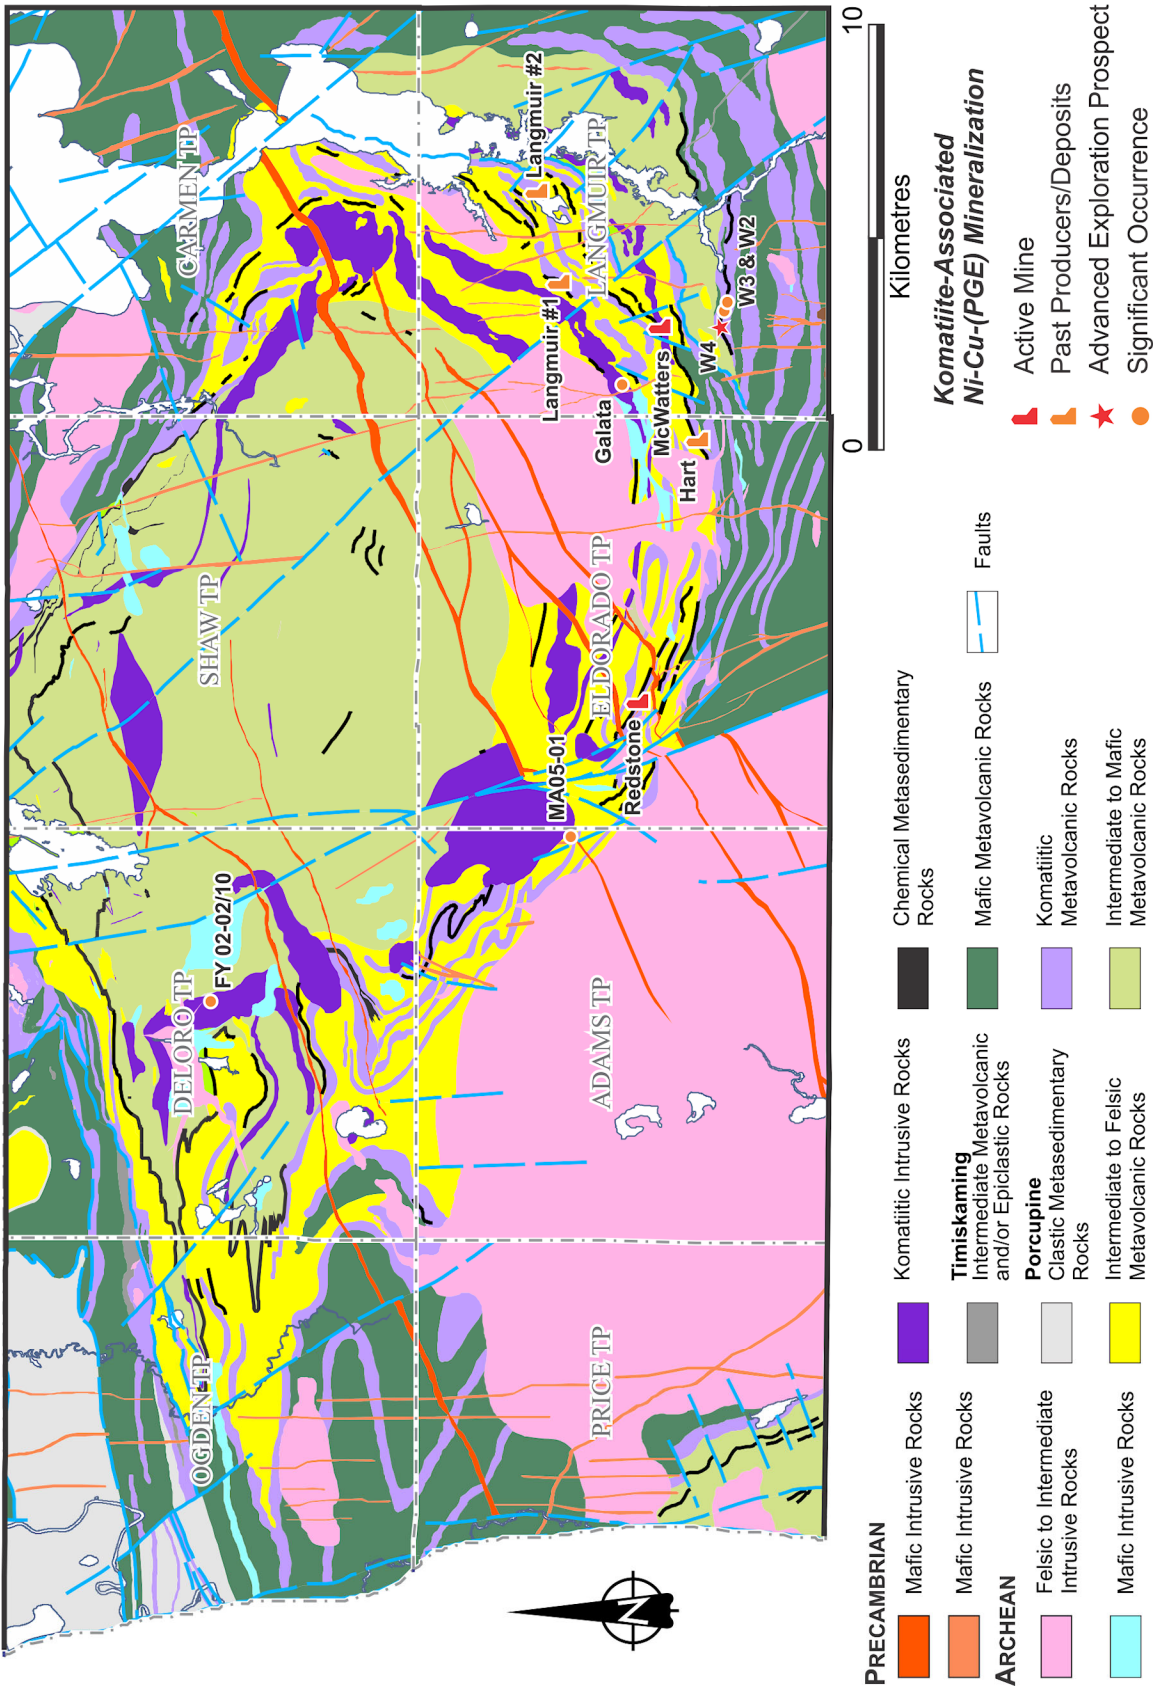 CARMEN TP
SHAW TP
DELORO TP
OGDEN TP
LANGMUIR TP
ELDORADO TP
ADAMS TP
PRICE TP
Langmuir #2
Langmuir #1
Galata
McWatters
Hart
W4
W3 & W2
Redstone
MA05-01
FY 02-02/10
N
0
10
Kilometres
PRECAMBRIAN
Mafic Intrusive Rocks
Mafic Intrusive Rocks
ARCHEAN
Felsic to Intermediate
Intrusive Rocks
Mafic Intrusive Rocks
Komatiitic Intrusive Rocks
Timiskaming
Intermediate Metavolcanic
and/or Epiclastic Rocks
Porcupine
Clastic Metasedimentary
Rocks
Intermediate to Felsic
Metavolcanic Rocks
Chemical Metasedimentary
Rocks
Mafic Metavolcanic Rocks
Komatiitic
Metavolcanic Rocks
Intermediate to Mafic
Metavolcanic Rocks
Faults
Komatiite-Associated
Ni-Cu-(PGE) Mineralization
Active Mine
Past Producers/Deposits
Advanced Exploration Prospect
Significant Occurrence